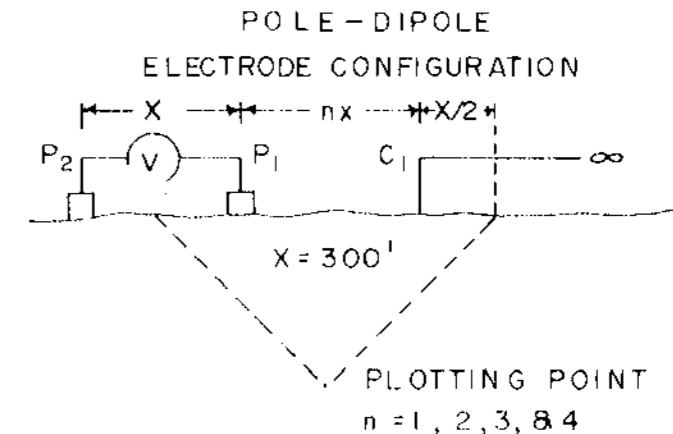 POLE-DIPOLE
ELECTRODE CONFIGURATION
X nx X/2
P2 V P1 C1 ∞
X = 300'
PLOTTING POINT
n = 1, 2, 3, & 4